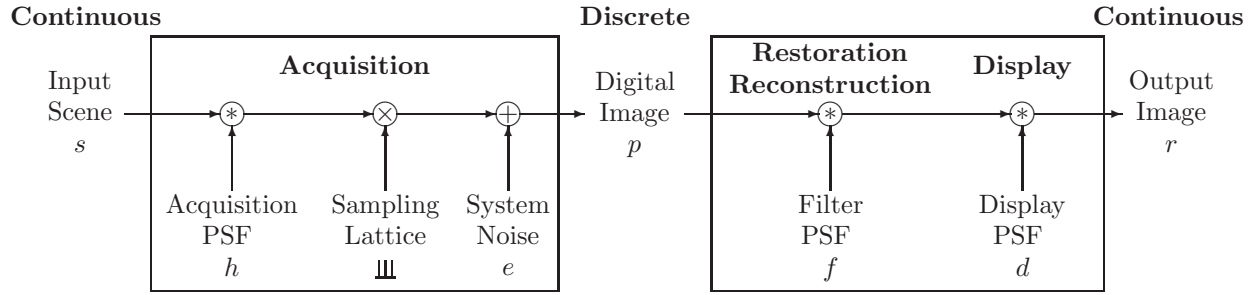 Continuous
Discrete
Continuous
Acquisition
Restoration
Reconstruction
Display
Input
Scene
s
*
×
+
Digital
Image
p
*
*
Output
Image
r
Acquisition
PSF
h
Sampling
Lattice
Ш
System
Noise
e
Filter
PSF
f
Display
PSF
d